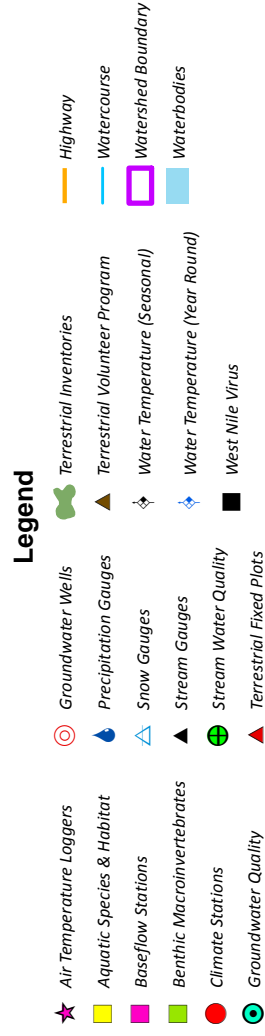 Legend
Air Temperature Loggers
Aquatic Species & Habitat
Baseflow Stations
Benthic Macroinvertebrates
Climate Stations
Groundwater Quality
Groundwater Wells
Precipitation Gauges
Snow Gauges
Stream Gauges
Stream Water Quality
Terrestrial Fixed Plots
Terrestrial Inventories
Terrestrial Volunteer Program
Water Temperature (Seasonal)
Water Temperature (Year Round)
West Nile Virus
Highway
Watercourse
Watershed Boundary
Waterbodies